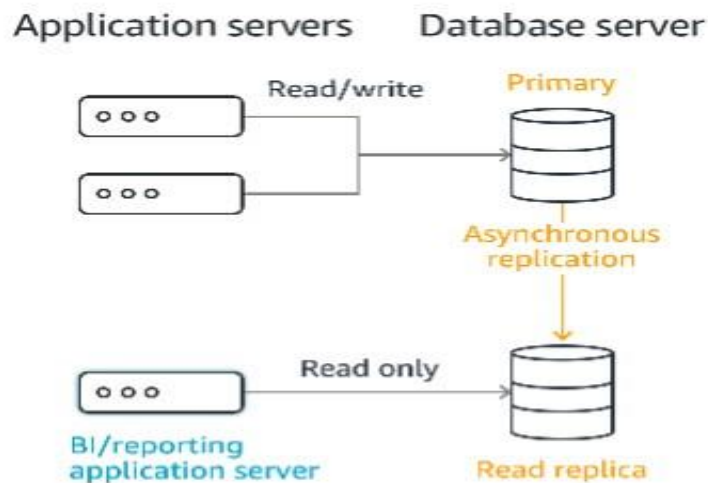 Application servers
Database server
Read/write
Primary
Asynchronous
replication
Read only
BI/reporting
application server
Read replica